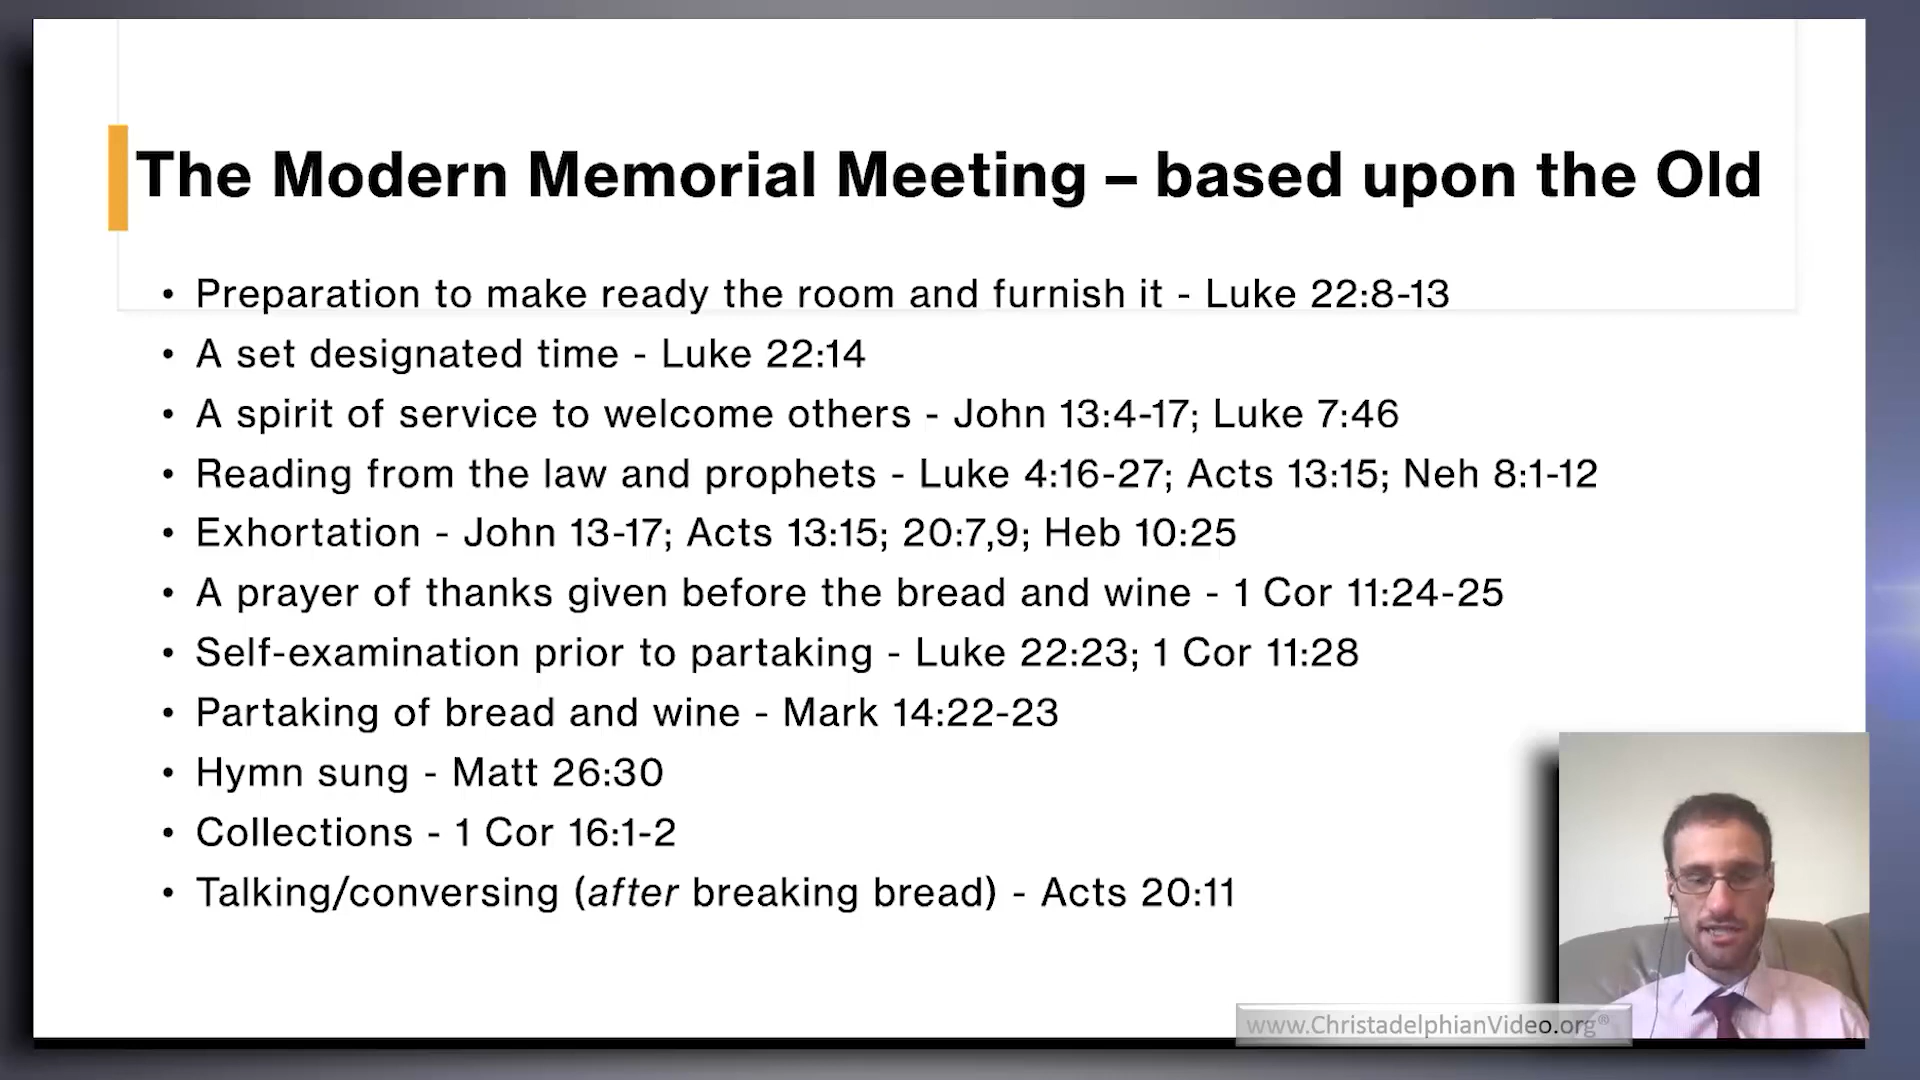 The Modern Memorial Meeting – based upon the Old
• Preparation to make ready the room and furnish it - Luke 22:8-13
• A set designated time - Luke 22:14
• A spirit of service to welcome others - John 13:4-17; Luke 7:46
• Reading from the law and prophets - Luke 4:16-27; Acts 13:15; Neh 8:1-12
• Exhortation - John 13-17; Acts 13:15; 20:7,9; Heb 10:25
• A prayer of thanks given before the bread and wine - 1 Cor 11:24-25
• Self-examination prior to partaking - Luke 22:23; 1 Cor 11:28
• Partaking of bread and wine - Mark 14:22-23
• Hymn sung - Matt 26:30
• Collections - 1 Cor 16:1-2
• Talking/conversing (after breaking bread) - Acts 20:11
www.ChristadelphianVideo.org®